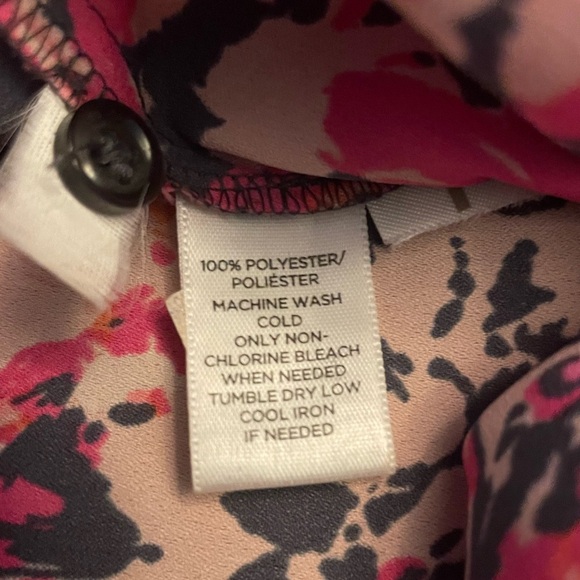 100% POLYESTER/
POLIÉSTER
MACHINE WASH
COLD
ONLY NON-
CHLORINE BLEACH
WHEN NEEDED
TUMBLE DRY LOW
COOL IRON
IF NEEDED